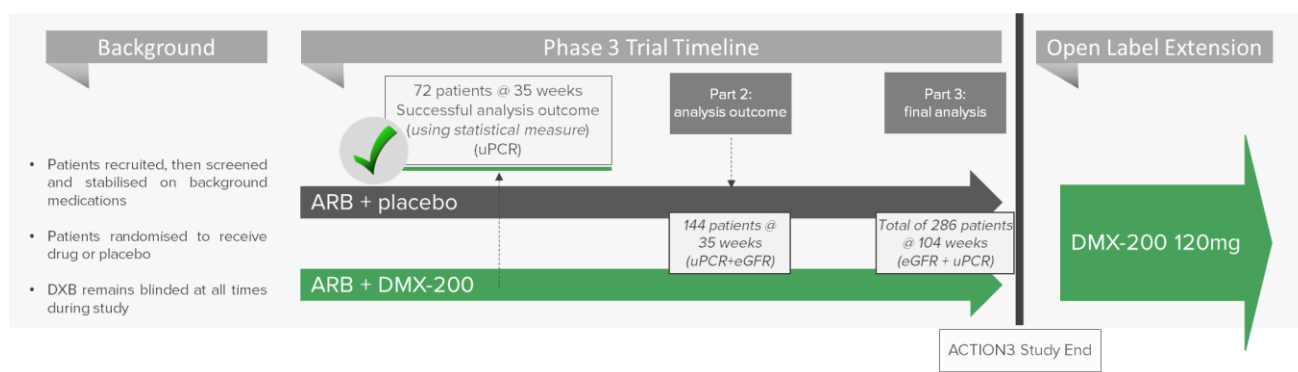 Background
Phase 3 Trial Timeline
Open Label Extension
• Patients recruited, then screened
and stabilised on background
medications
• Patients randomised to receive
drug or placebo
• DXB remains blinded at all times
during study
72 patients @ 35 weeks
Successful analysis outcome
(using statistical measure)
(uPCR)
Part 2:
analysis outcome
Part 3:
final analysis
ARB + placebo
144 patients @
35 weeks
(uPCR+eGFR)
Total of 286 patients
@ 104 weeks
(eGFR + uPCR)
ARB + DMX-200
DMX-200 120mg
ACTION3 Study End